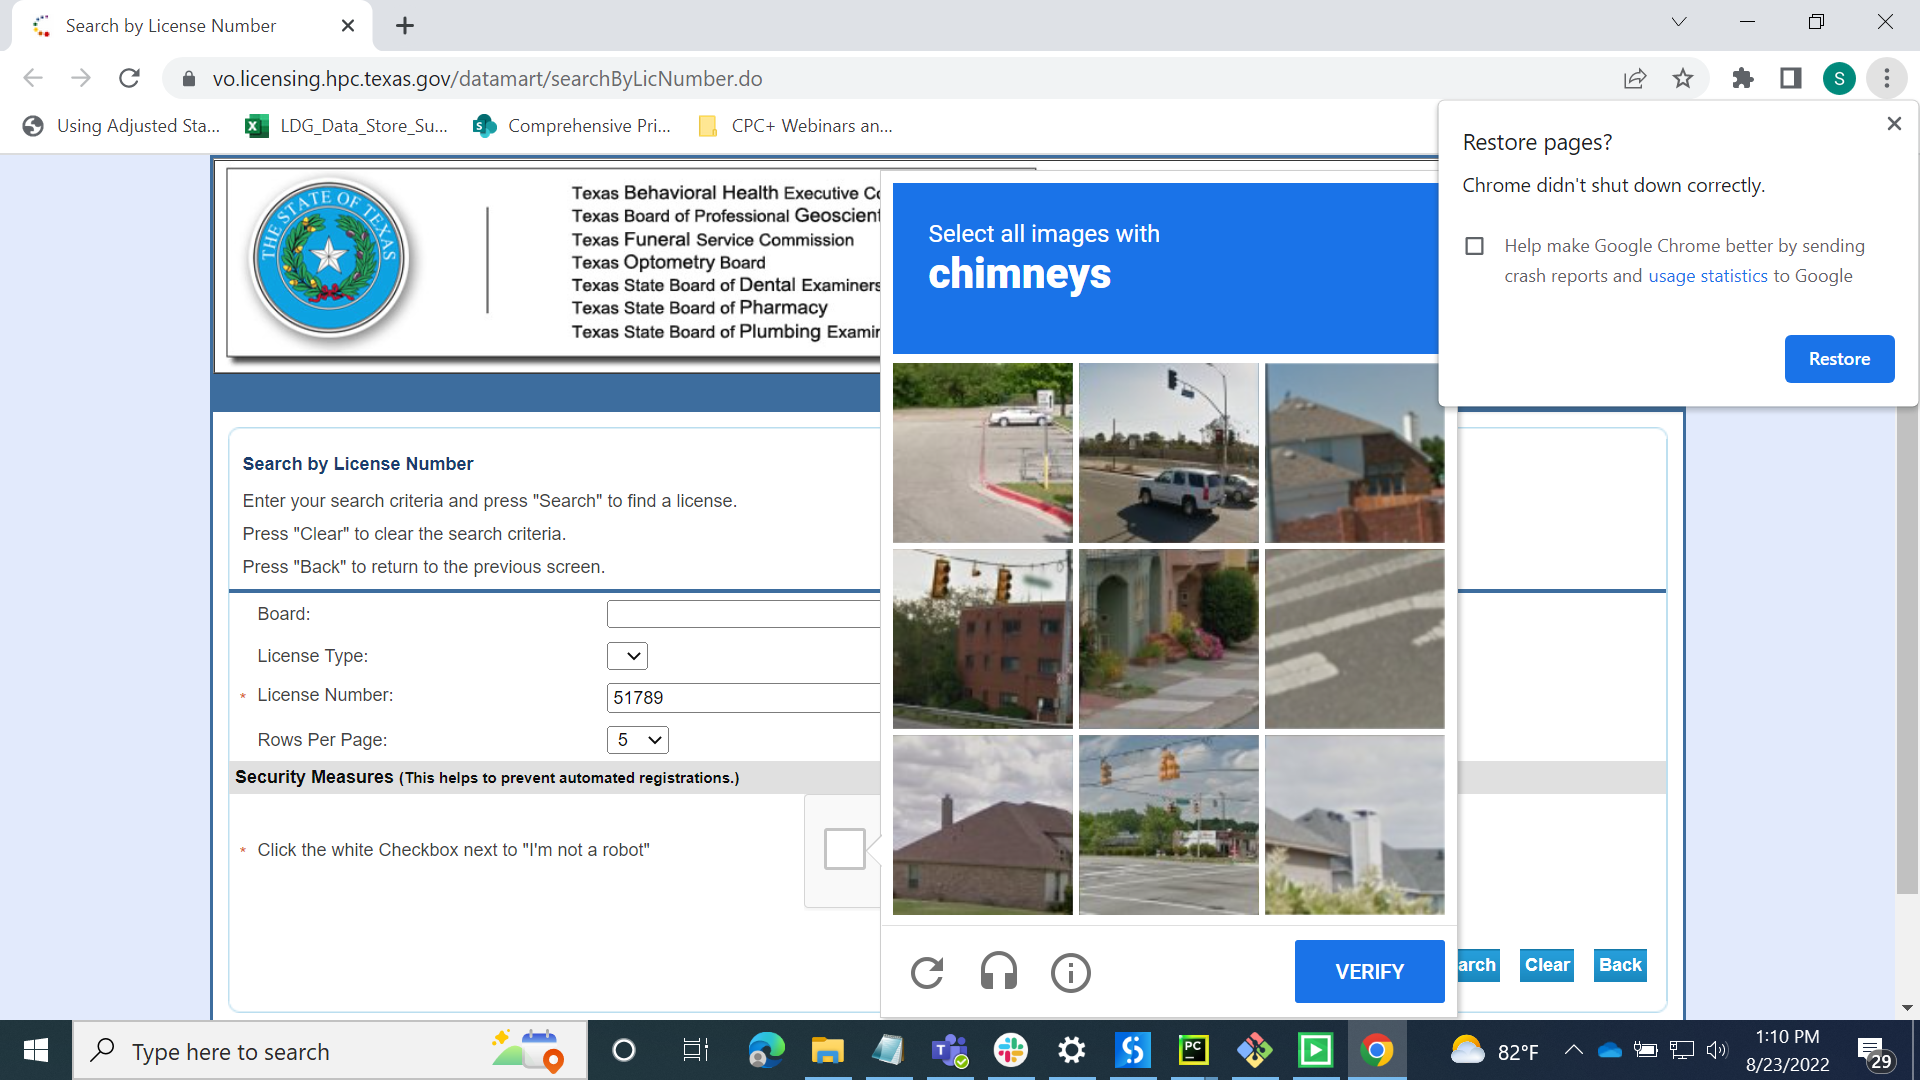 Search by License Number
vo.licensing.hpc.texas.gov/datamart/searchByLicNumber.do
S
Using Adjusted Sta...
LDG_Data_Store_Su...
Comprehensive Pri...
CPC+ Webinars an...
Restore pages?
Chrome didn't shut down correctly.
Help make Google Chrome better by sending
crash reports and usage statistics to Google
Restore
THE STATE OF TEXAS
Texas Behavioral Health Executive Co
Texas Board of Professional Geoscient
Texas Funeral Service Commission
Texas Optometry Board
Texas State Board of Dental Examiners
Texas State Board of Pharmacy
Texas State Board of Plumbing Examin
Select all images with
chimneys
Search by License Number
Enter your search criteria and press "Search" to find a license.
Press "Clear" to clear the search criteria.
Press "Back" to return to the previous screen.
Board:
License Type:
* License Number:
51789
Rows Per Page:
5
Security Measures (This helps to prevent automated registrations.)
* Click the white Checkbox next to "I'm not a robot"
VERIFY
arch
Clear
Back
Type here to search
PC
82°F
1:10 PM
8/23/2022
29